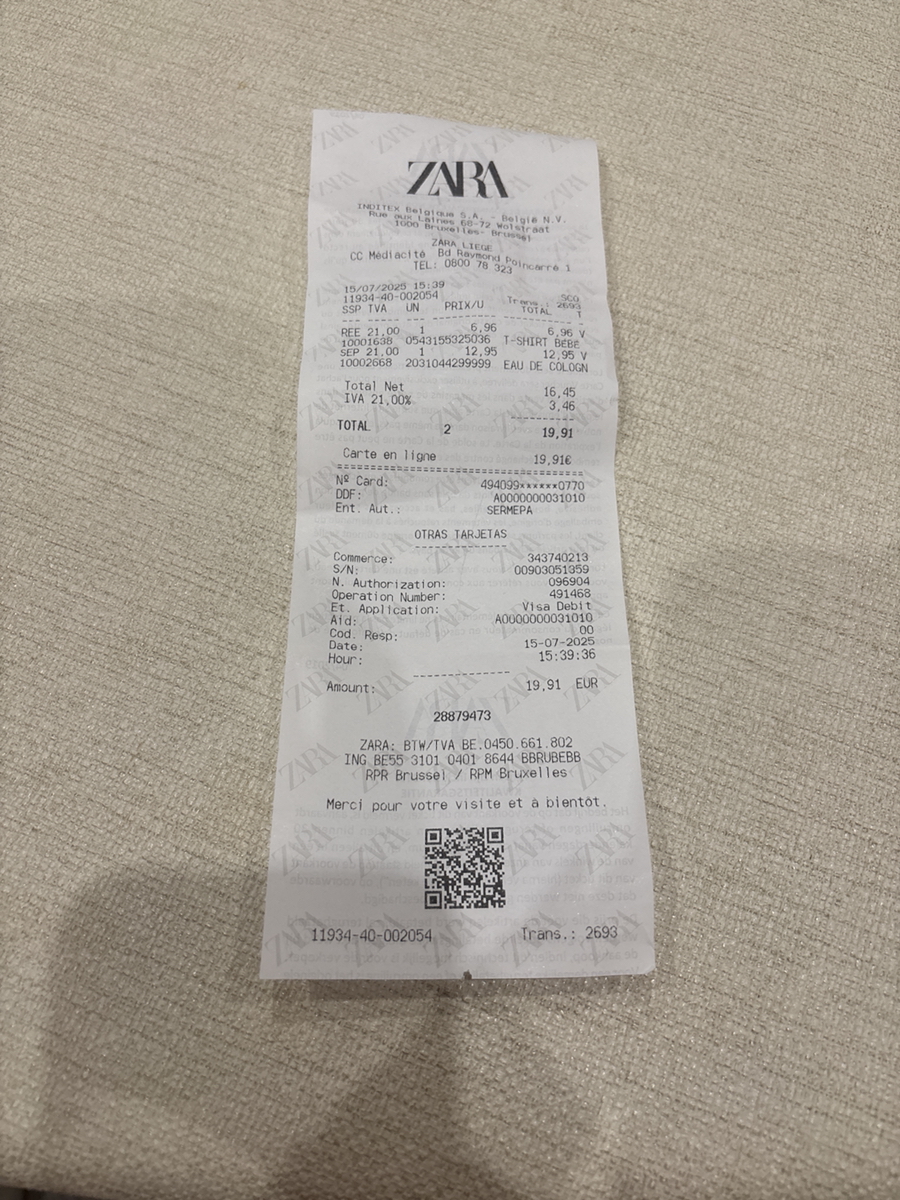 ZARA
INDITEX Belgique S.A. - België N.V.
Rue aux Laines 68-72 Wolstraat
1000 Bruxelles- Brussel
ZARA LIEGE
CC Médiacité Bd Raymond Poincarré 1
TEL: 0800 78 323
15/07/2025 15:39 SCO
11934-40-002054 Trans.: 2693
SSP TVA UN PRIX/U TOTAL T
REE 21,00 1 6,96 6,96 V
10001638 0543155325036 T-SHIRT BEBE
SEP 21,00 1 12,95 12,95 V
10002668 2031044299999 EAU DE COLOGN
Total Net 16,45
IVA 21,00% 3,46
TOTAL 2 19,91
Carte en ligne 19,91€
Nº Card: 494099******0770
DDF: A0000000031010
Ent. Aut.: SERMEPA
OTRAS TARJETAS
Commerce: 343740213
S/N: 00903051359
N. Authorization: 096904
Operation Number: 491468
Et. Application: Visa Debit
Aid: A0000000031010
Cod. Resp: 00
Date: 15-07-2025
Hour: 15:39:36
Amount: 19,91 EUR
28879473
ZARA: BTW/TVA BE.0450.661.802
ING BE55 3101 0401 8644 BBRUBEBB
RPR Brussel / RPM Bruxelles
Merci pour votre visite et à bientôt.
11934-40-002054 Trans.: 2693